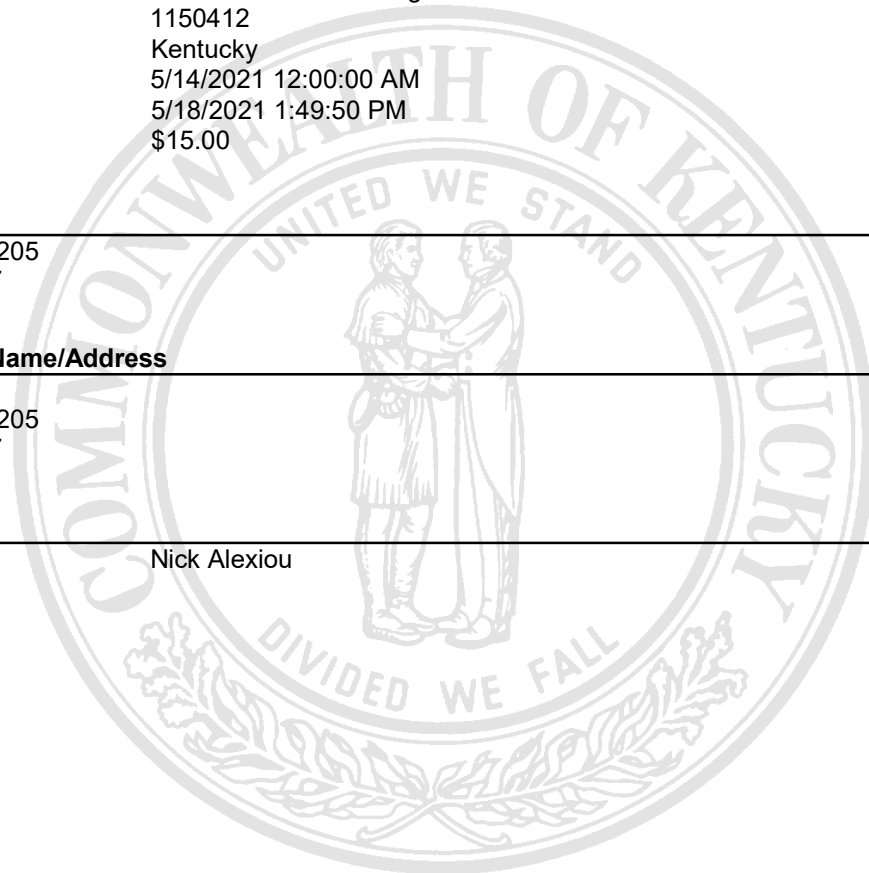 1150412
Kentucky
5/14/2021 12:00:00 AM
5/18/2021 1:49:50 PM
$15.00
205
Name/Address
205
Nick Alexiou
COMMONWEALTH OF KENTUCKY
UNITED WE STAND
DIVIDED WE FALL